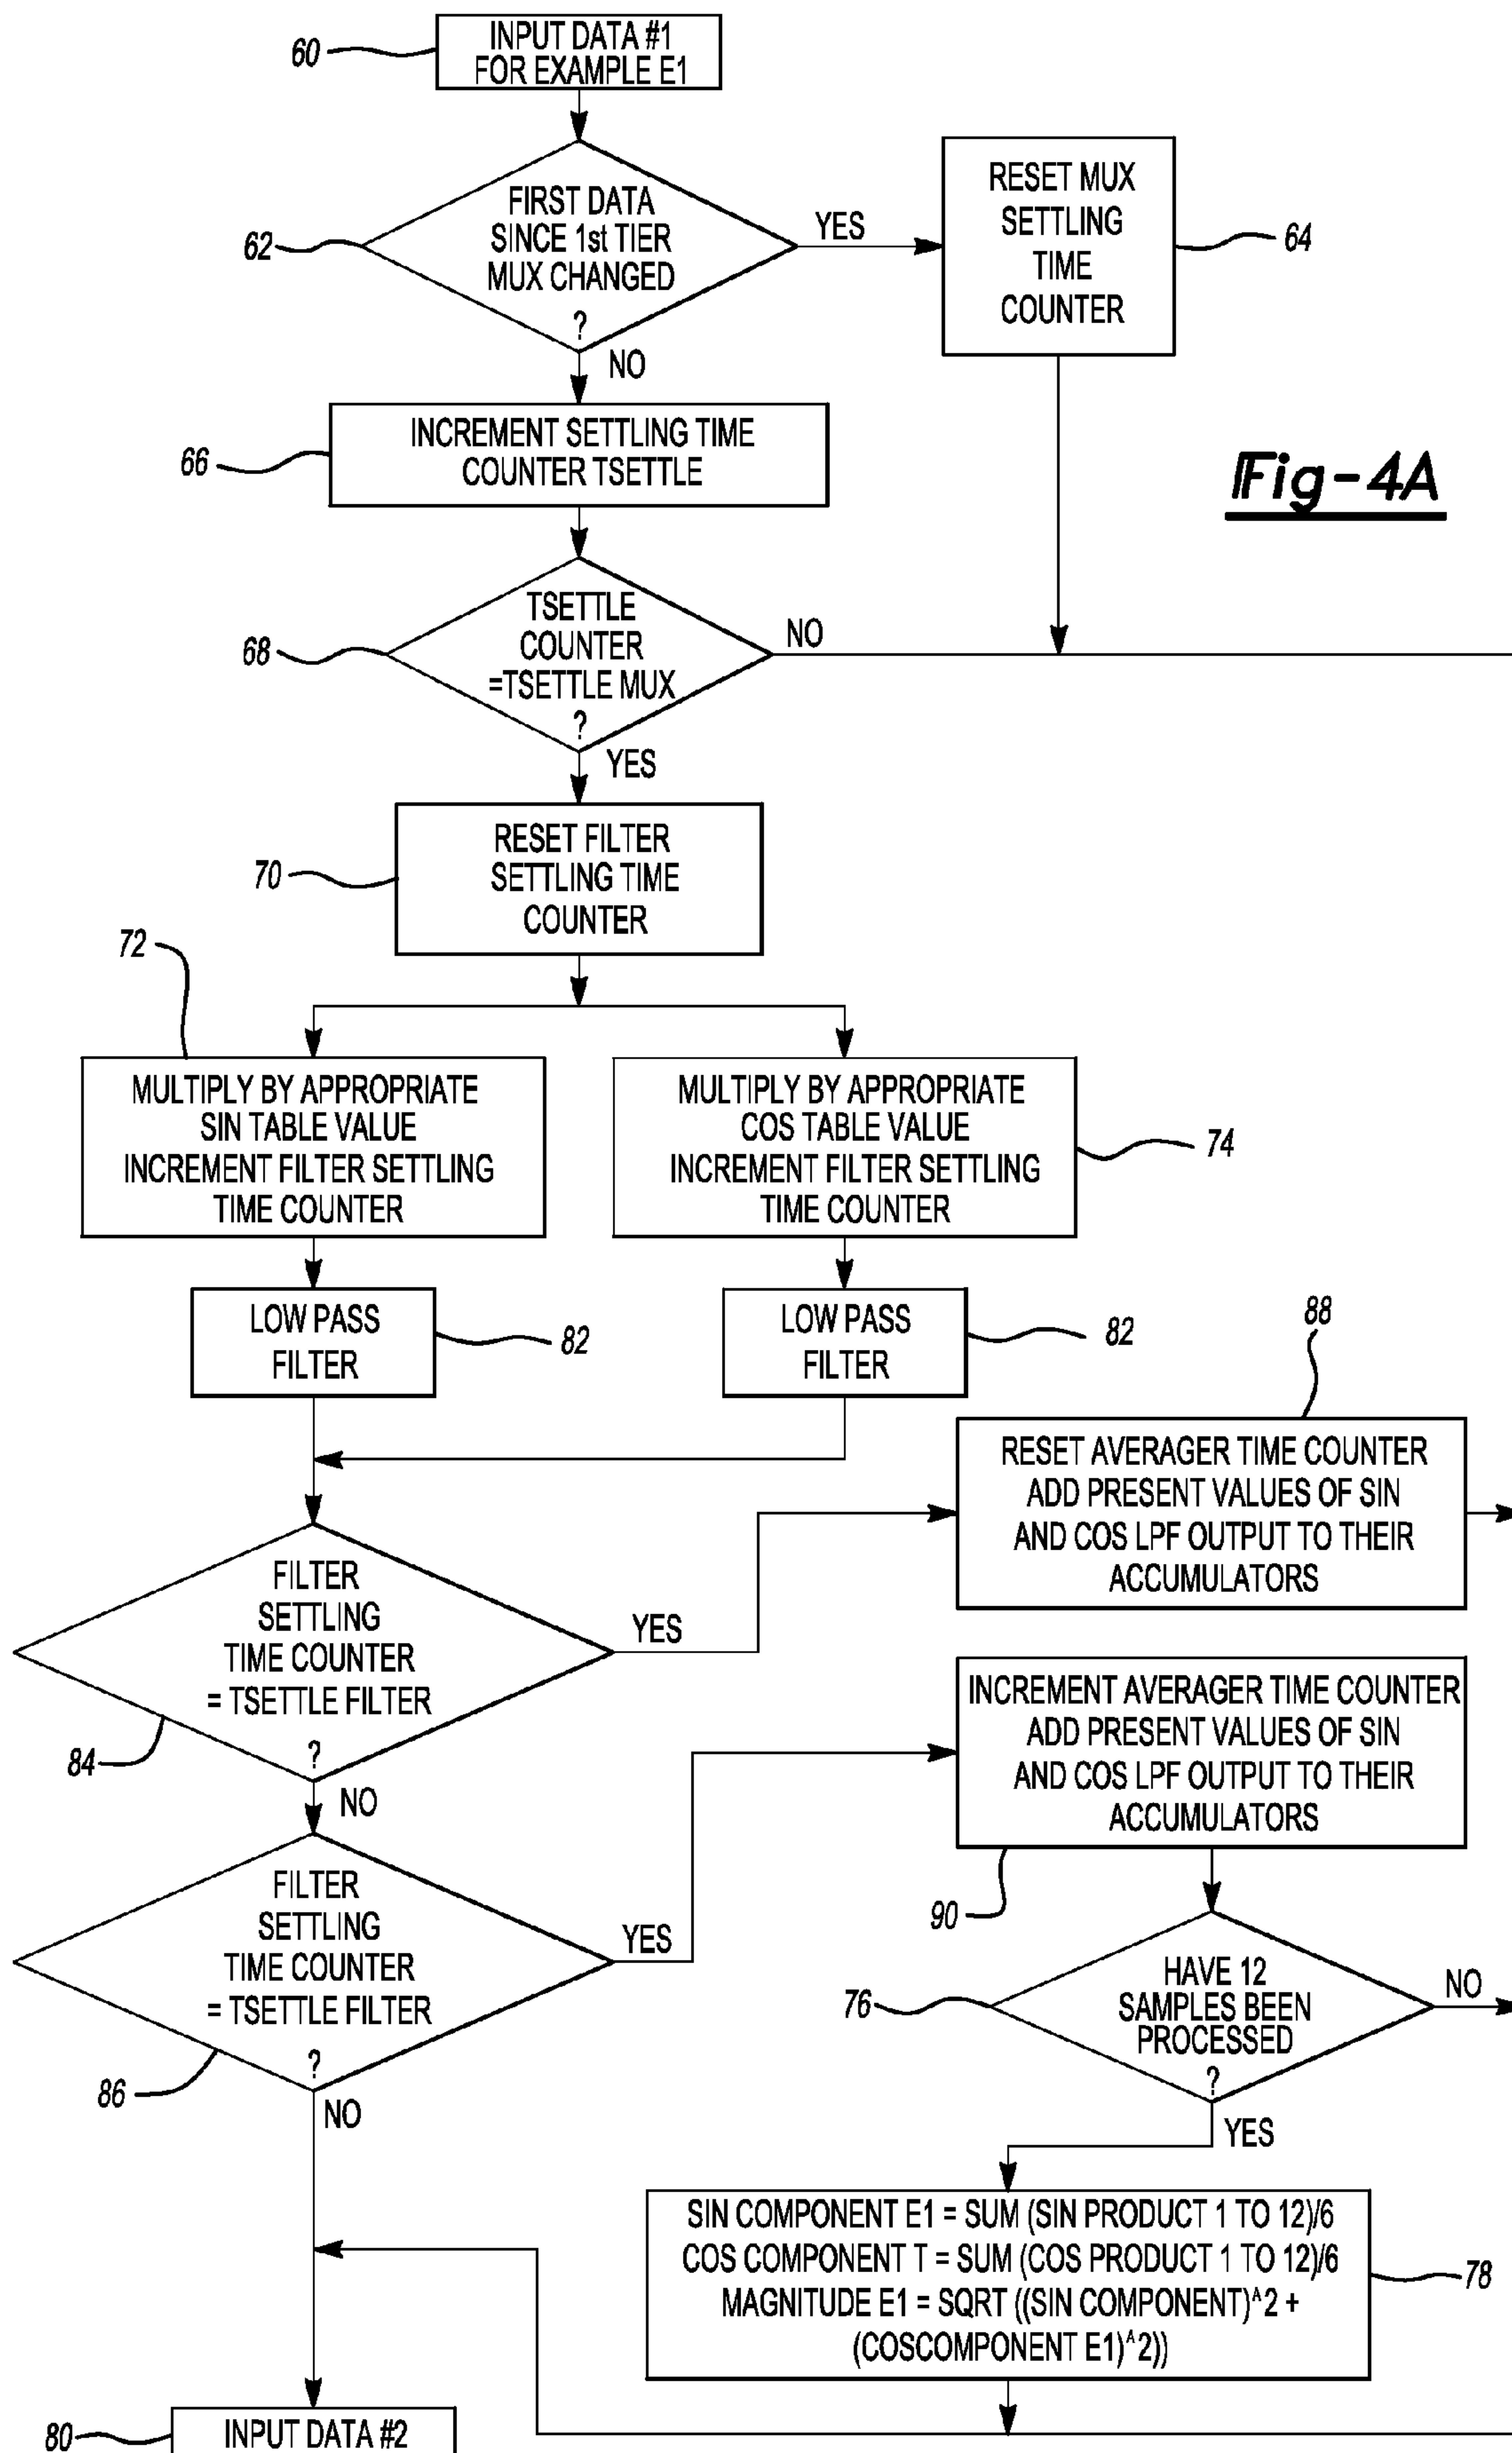 60
INPUT DATA #1
FOR EXAMPLE E1
62
FIRST DATA
SINCE 1st TIER
MUX CHANGED
?
YES
NO
RESET MUX
SETTLING
TIME
COUNTER
64
66
INCREMENT SETTLING TIME
COUNTER TSETTLE
Fig-4A
68
TSETTLE
COUNTER
=TSETTLE MUX
?
NO
YES
70
RESET FILTER
SETTLING TIME
COUNTER
72
MULTIPLY BY APPROPRIATE
SIN TABLE VALUE
INCREMENT FILTER SETTLING
TIME COUNTER
MULTIPLY BY APPROPRIATE
COS TABLE VALUE
INCREMENT FILTER SETTLING
TIME COUNTER
74
LOW PASS
FILTER
82
LOW PASS
FILTER
82
88
RESET AVERAGER TIME COUNTER
ADD PRESENT VALUES OF SIN
AND COS LPF OUTPUT TO THEIR
ACCUMULATORS
FILTER
SETTLING
TIME COUNTER
= TSETTLE FILTER
?
YES
84
NO
INCREMENT AVERAGER TIME COUNTER
ADD PRESENT VALUES OF SIN
AND COS LPF OUTPUT TO THEIR
ACCUMULATORS
90
FILTER
SETTLING
TIME COUNTER
= TSETTLE FILTER
?
YES
86
NO
76
HAVE 12
SAMPLES BEEN
PROCESSED
?
NO
YES
SIN COMPONENT E1 = SUM (SIN PRODUCT 1 TO 12)/6
COS COMPONENT T = SUM (COS PRODUCT 1 TO 12)/6
MAGNITUDE E1 = SQRT ((SIN COMPONENT)^2 +
(COSCOMPONENT E1)^2))
78
80
INPUT DATA #2